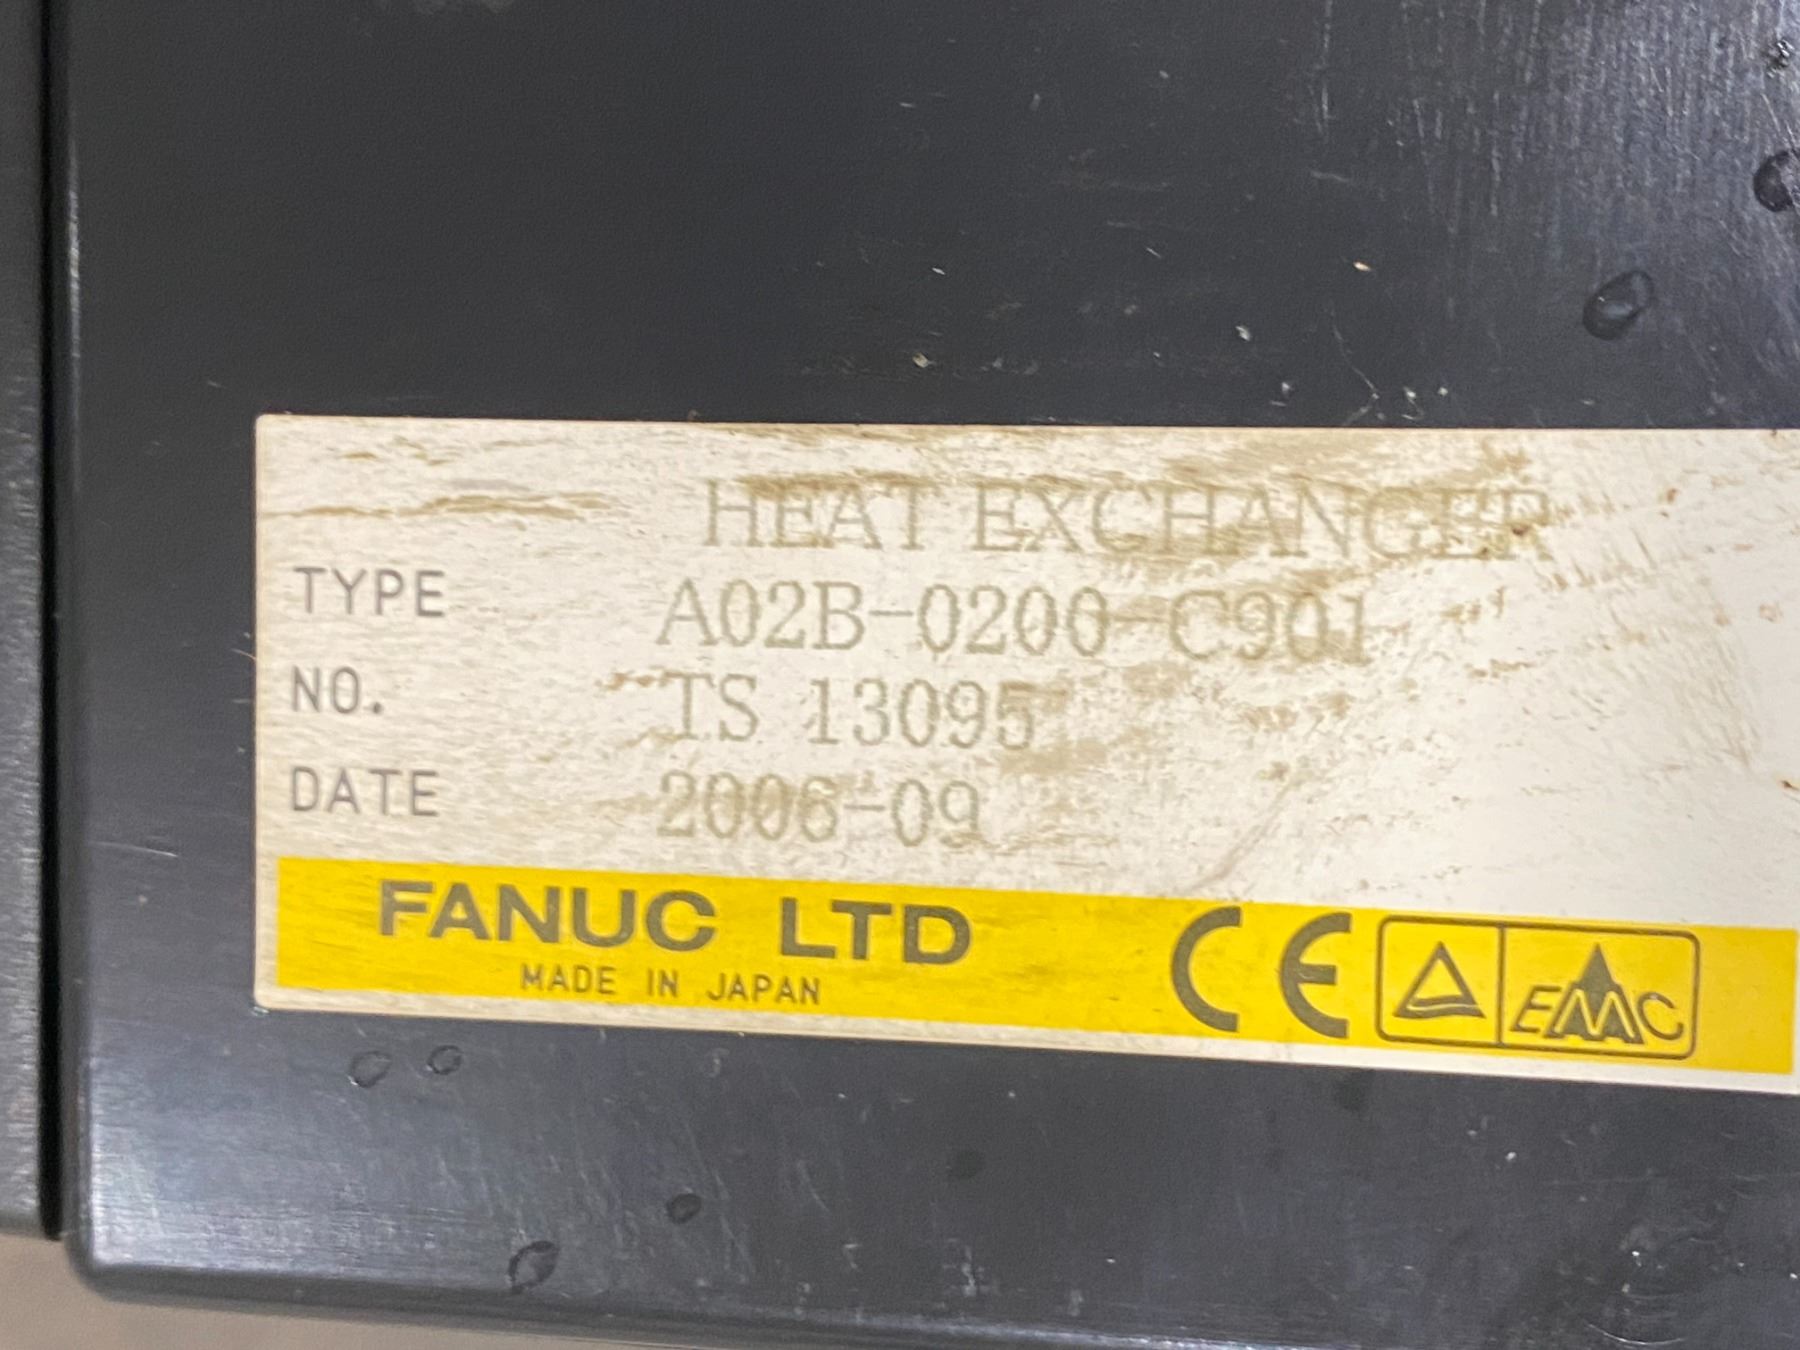 HEAT EXCHANGER
TYPE A02B-0200-C901
NO. TS 13095
DATE 2006-09
FANUC LTD
MADE IN JAPAN
CE EMC